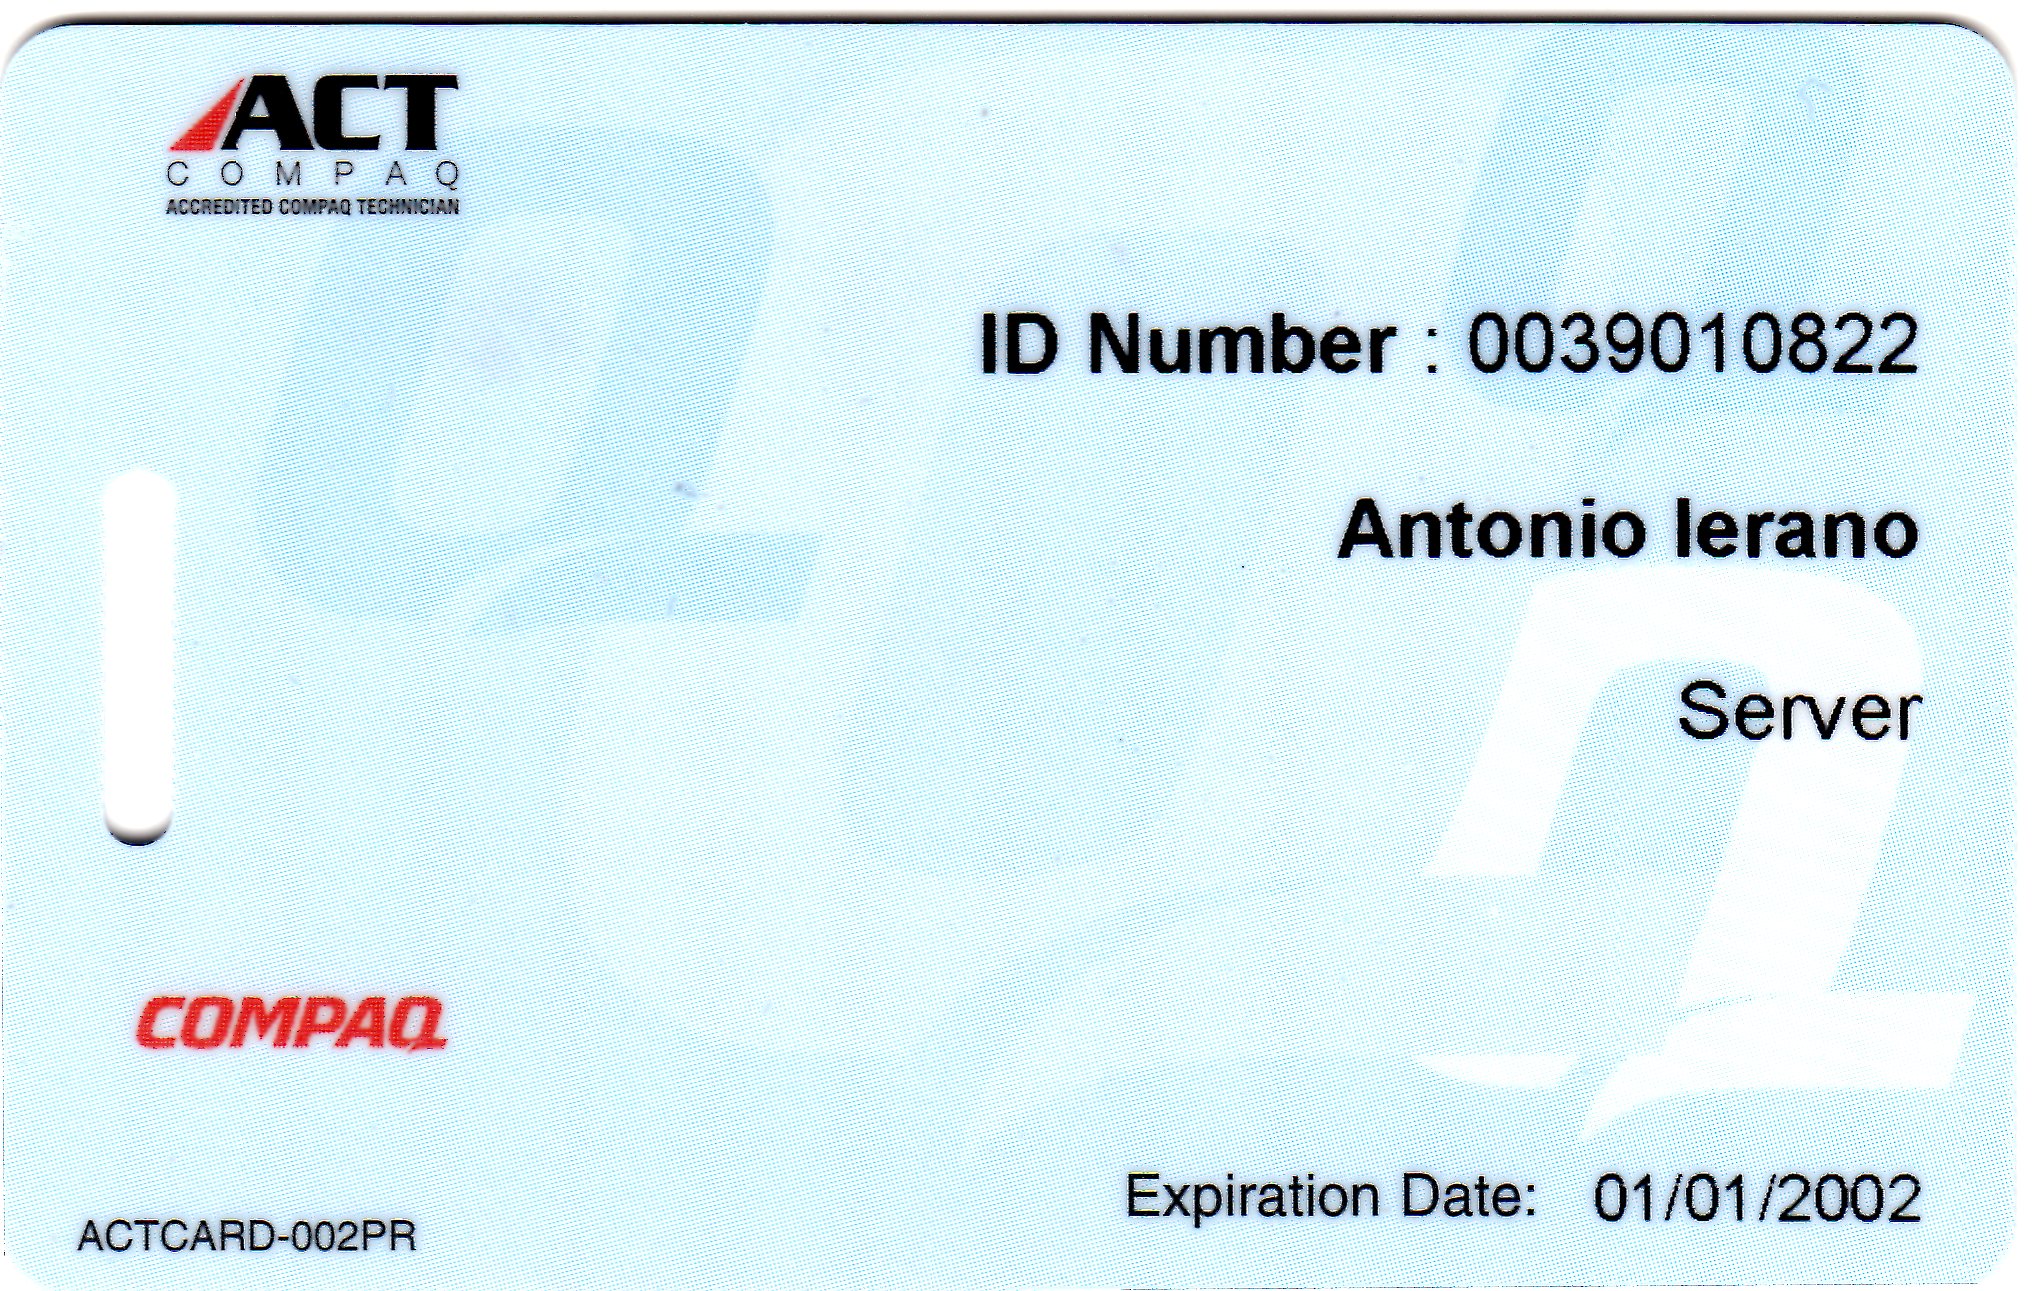 ACT
COMPAQ
ACCREDITED COMPAQ TECHNICIAN
ID Number : 0039010822
Antonio Ierano
Server
COMPAQ
Expiration Date: 01/01/2002
ACTCARD-002PR